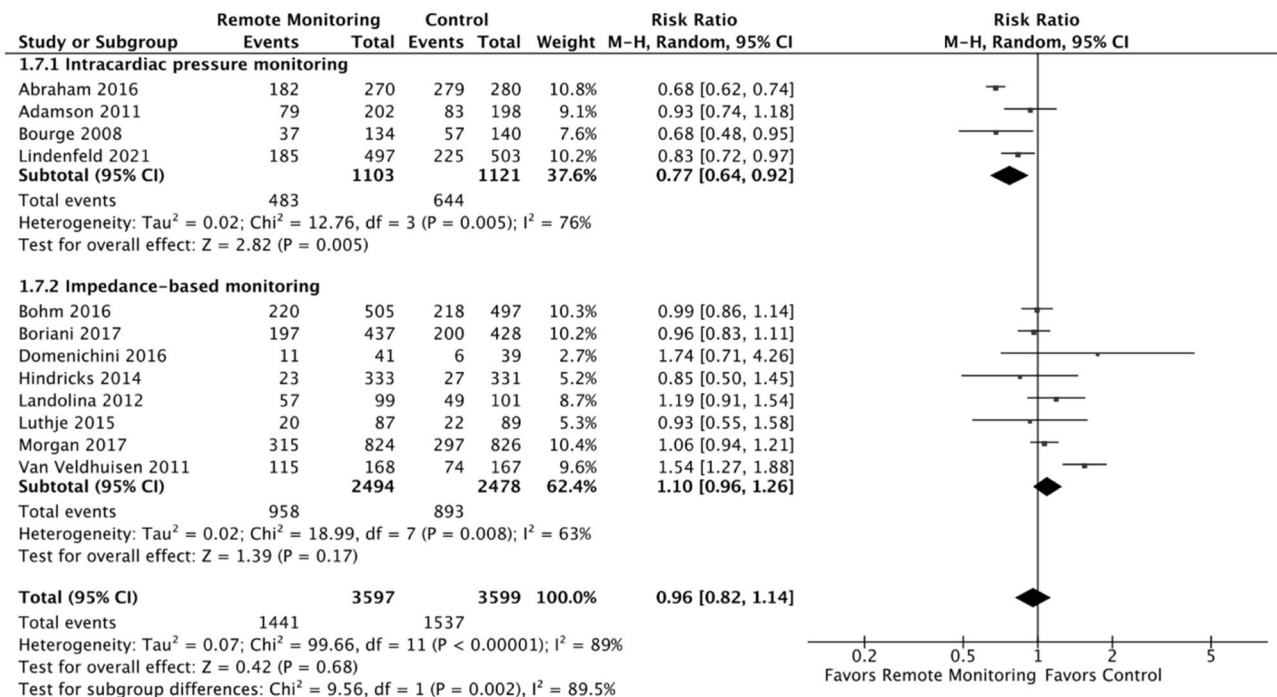 Remote Monitoring Control Risk Ratio Risk Ratio
Study or Subgroup Events Total Events Total Weight M-H, Random, 95% CI M-H, Random, 95% CI
1.7.1 Intracardiac pressure monitoring
Abraham 2016 182 270 279 280 10.8% 0.68 [0.62, 0.74]
Adamson 2011 79 202 83 198 9.1% 0.93 [0.74, 1.18]
Bourge 2008 37 134 57 140 7.6% 0.68 [0.48, 0.95]
Lindenfeld 2021 185 497 225 503 10.2% 0.83 [0.72, 0.97]
Subtotal (95% CI) 1103 1121 37.6% 0.77 [0.64, 0.92]
Total events 483 644
Heterogeneity: Tau² = 0.02; Chi² = 12.76, df = 3 (P = 0.005); I² = 76%
Test for overall effect: Z = 2.82 (P = 0.005)
1.7.2 Impedance-based monitoring
Bohm 2016 220 505 218 497 10.3% 0.99 [0.86, 1.14]
Boriani 2017 197 437 200 428 10.2% 0.96 [0.83, 1.11]
Domenichini 2016 11 41 6 39 2.7% 1.74 [0.71, 4.26]
Hindricks 2014 23 333 27 331 5.2% 0.85 [0.50, 1.45]
Landolina 2012 57 99 49 101 8.7% 1.19 [0.91, 1.54]
Luthje 2015 20 87 22 89 5.3% 0.93 [0.55, 1.58]
Morgan 2017 315 824 297 826 10.4% 1.06 [0.94, 1.21]
Van Veldhuisen 2011 115 168 74 167 9.6% 1.54 [1.27, 1.88]
Subtotal (95% CI) 2494 2478 62.4% 1.10 [0.96, 1.26]
Total events 958 893
Heterogeneity: Tau² = 0.02; Chi² = 18.99, df = 7 (P = 0.008); I² = 63%
Test for overall effect: Z = 1.39 (P = 0.17)
Total (95% CI) 3597 3599 100.0% 0.96 [0.82, 1.14]
Total events 1441 1537
Heterogeneity: Tau² = 0.07; Chi² = 99.66, df = 11 (P < 0.00001); I² = 89%
Test for overall effect: Z = 0.42 (P = 0.68)
Test for subgroup differences: Chi² = 9.56, df = 1 (P = 0.002), I² = 89.5%
0.2 0.5 1 2 5
Favors Remote Monitoring Favors Control